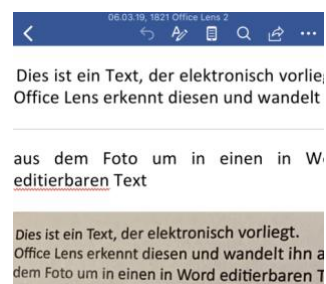 06.03.19, 1821 Office Lens 2
Dies ist ein Text, der elektronisch
Office Lens erkennt diesen und wandelt
aus dem Foto um in einen in
editierbaren Text
Dies ist ein Text, der elektronisch vorliegt.
Office Lens erkennt diesen und wandelt ihn
dem Foto um in einen in Word editierbaren